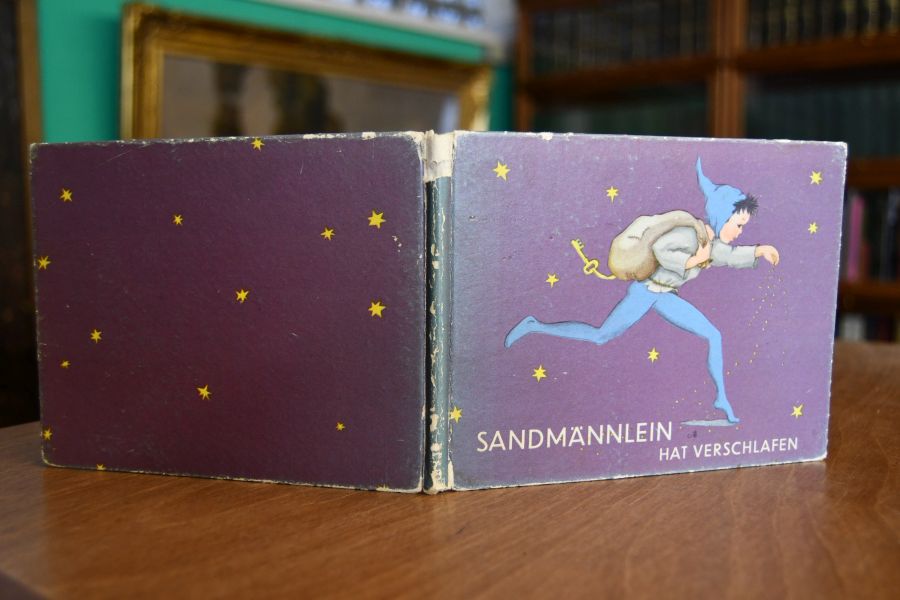 SANDMÄNNLEIN
HAT VERSCHLAFEN